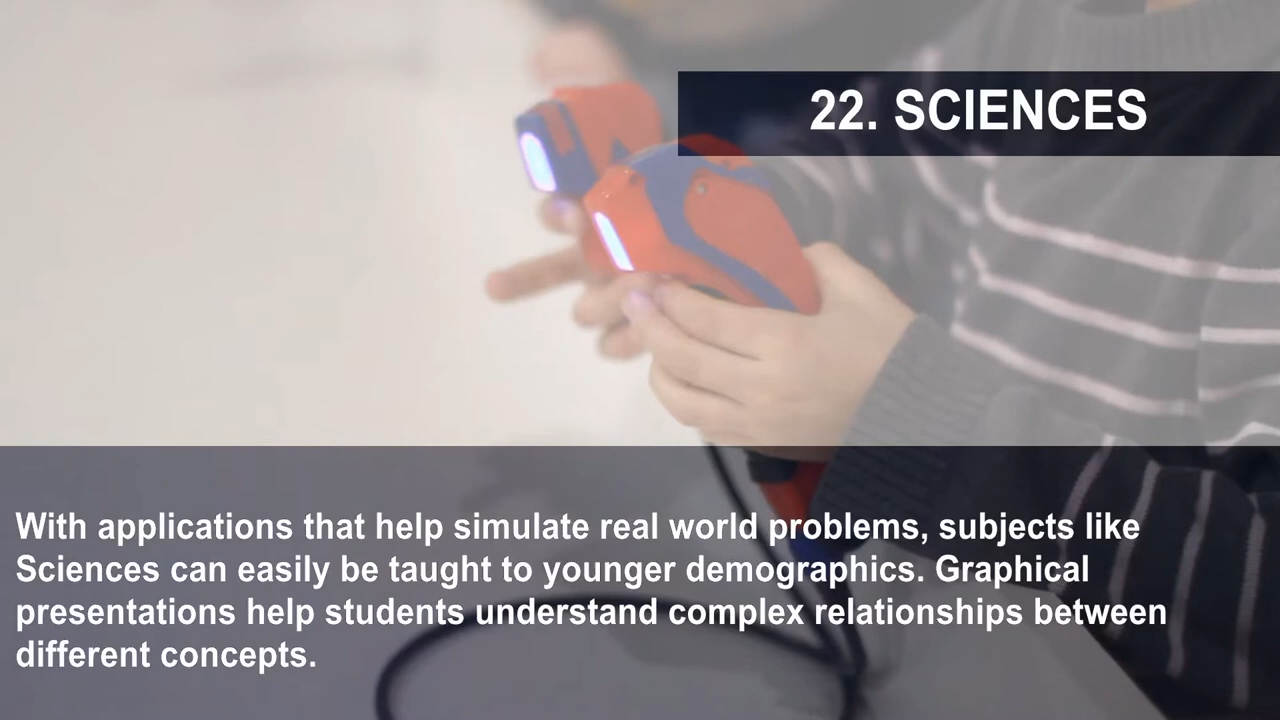 22. SCIENCES
With applications that help simulate real world problems, subjects like
Sciences can easily be taught to younger demographics. Graphical
presentations help students understand complex relationships between
different concepts.